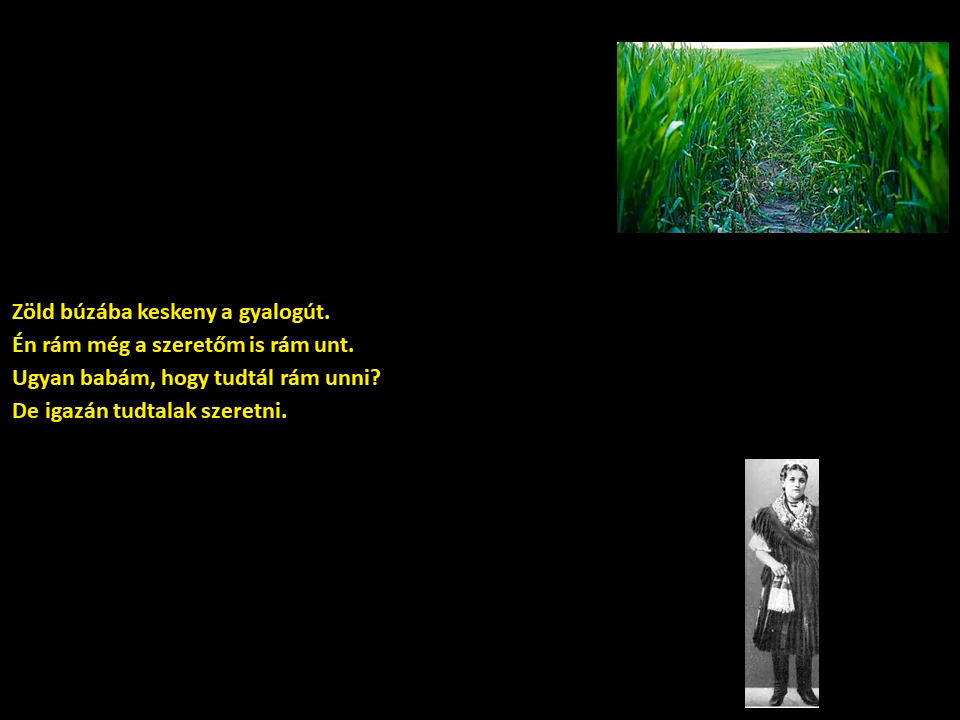 Zöld búzába keskeny a gyalogút.
Én rám még a szeretőm is rám unt.
Ugyan babám, hogy tudtál rám unni?
De igazán tudtalak szeretni.